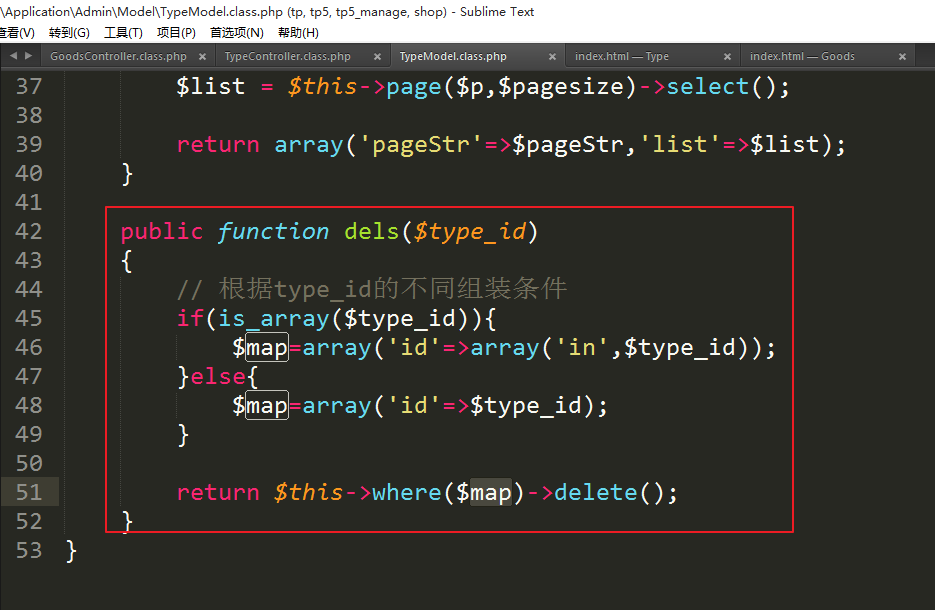 \Application\Admin\Model\TypeModel.class.php (tp, tp5, tp5_manage, shop) - Sublime Text
查看(V) 转到(G) 工具(T) 项目(P) 首选项(N) 帮助(H)
GoodsController.class.php × TypeController.class.php × TypeModel.class.php × index.html — Type × index.html — Goods ×
37 $list = $this->page($p,$pagesize)->select();
38
39 return array('pageStr'=>$pageStr,'list'=>$list);
40 }
41
42 public function dels($type_id)
43 {
44 // 根据type_id的不同组装条件
45 if(is_array($type_id)){
46 $map=array('id'=>array('in',$type_id));
47 }else{
48 $map=array('id'=>$type_id);
49 }
50
51 return $this->where($map)->delete();
52 }
53 }